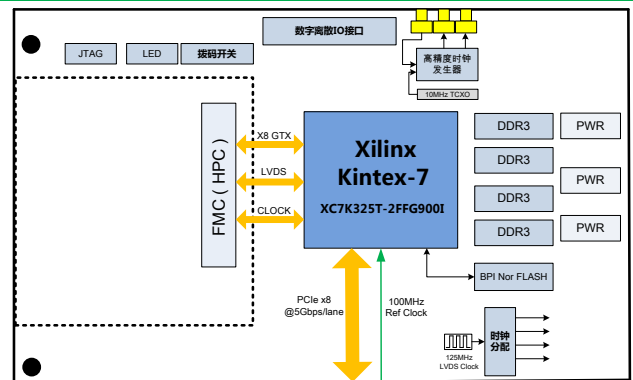 数字离散IO接口
JTAG
LED
拨码开关
高精度时钟
发生器
10MHz TCXO
FMC（HPC）
X8 GTX
LVDS
CLOCK
Xilinx
Kintex-7
XC7K325T-2FFG900I
DDR3
PWR
DDR3
DDR3
PWR
DDR3
PWR
BPI Nor FLASH
PCIe x8
@5Gbps/lane
100MHz
Ref Clock
时钟
分配
125MHz
LVDS Clock